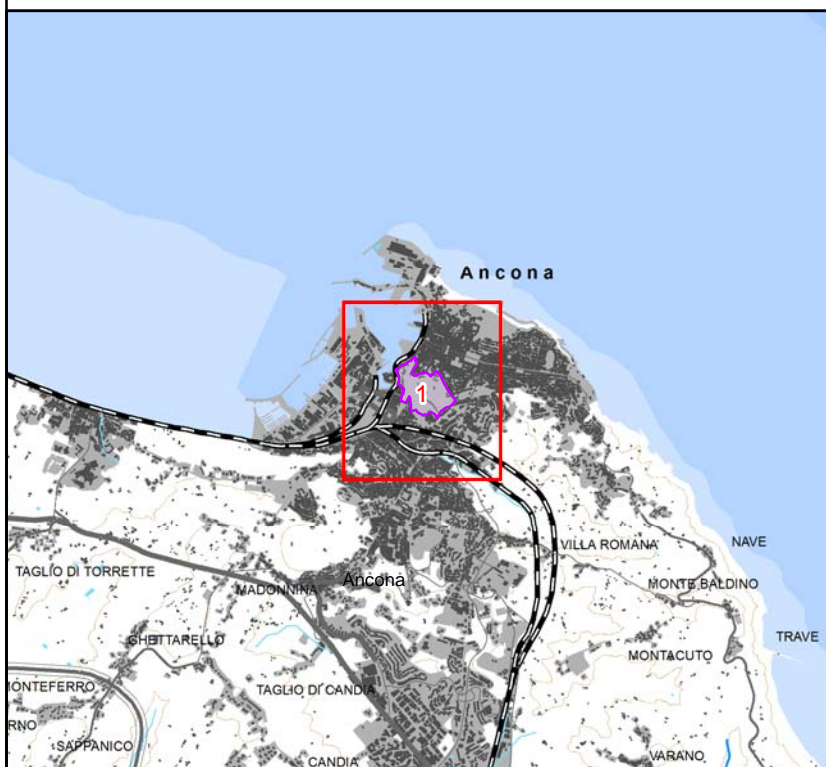 Ancona
1
VILLA ROMANA
NAVE
TAGLIO DI TORRETTE
MADONNINA
Ancona
MONTE BALDINO
GHETTARELLO
TRAVE
MONTACUTO
MONTEFERRO
TAGLIO DI CANDIA
RNO
SAPPANICO
CANDIA
VARANO